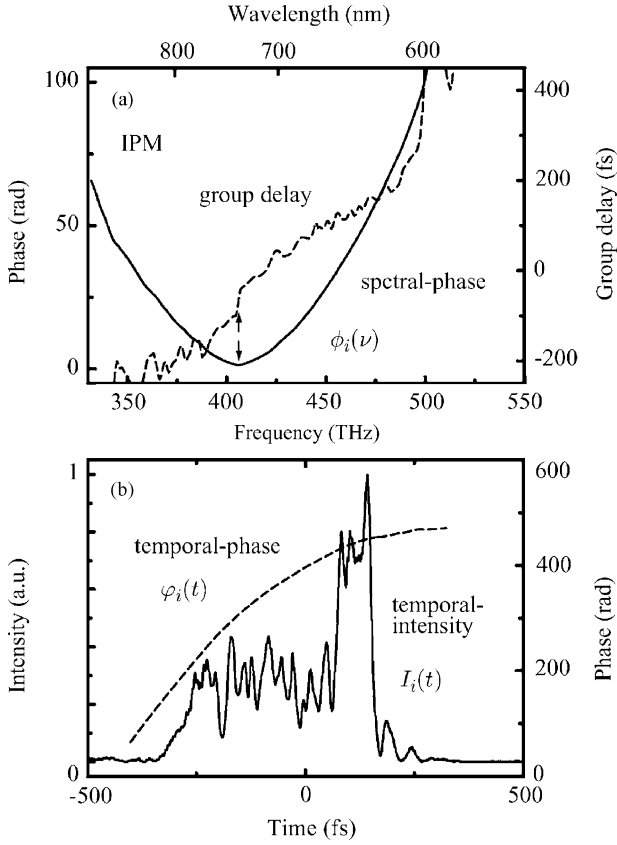 Wavelength (nm)
800 700 600
(a)
IPM
group delay
spctral-phase
ϕi(ν)
100
50
0
Phase (rad)
400
200
0
-200
Group delay (fs)
350 400 450 500 550
Frequency (THz)
(b)
temporal-phase
φi(t)
temporal-
intensity
Ii(t)
1
0
Intensity (a.u.)
600
400
200
0
Phase (rad)
-500 0 500
Time (fs)